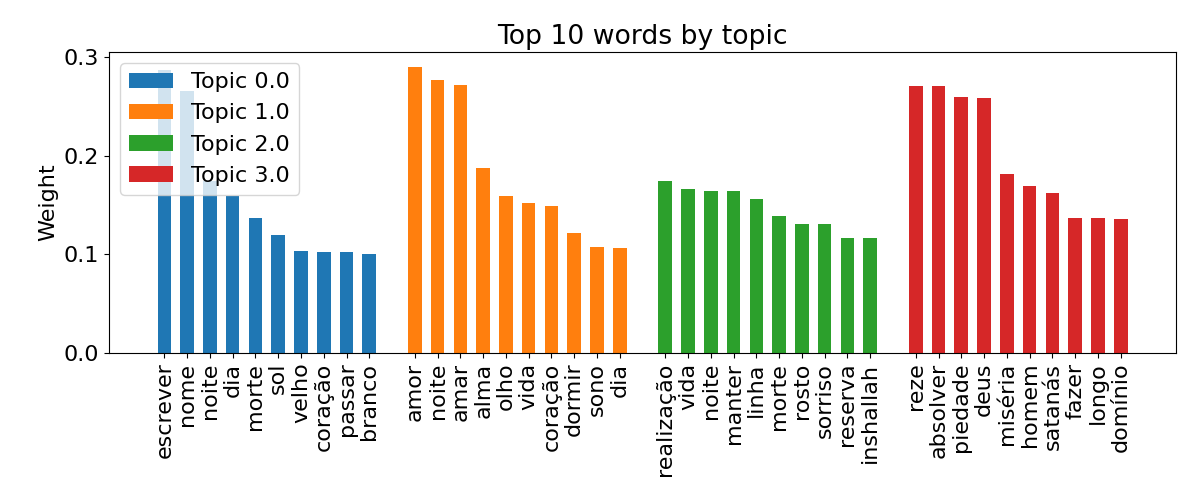 Top 10 words by topic
0.3
0.2
0.1
0.0
Weight
Topic 0.0
Topic 1.0
Topic 2.0
Topic 3.0
escrever
nome
noite
dia
morte
sol
velho
coração
passar
branco
amor
noite
amar
alma
olho
vida
coração
dormir
sono
dia
realização
vida
noite
manter
linha
morte
rosto
sorriso
reserva
inshallah
reze
absolver
piedade
deus
miséria
homem
satanás
fazer
longo
domínio